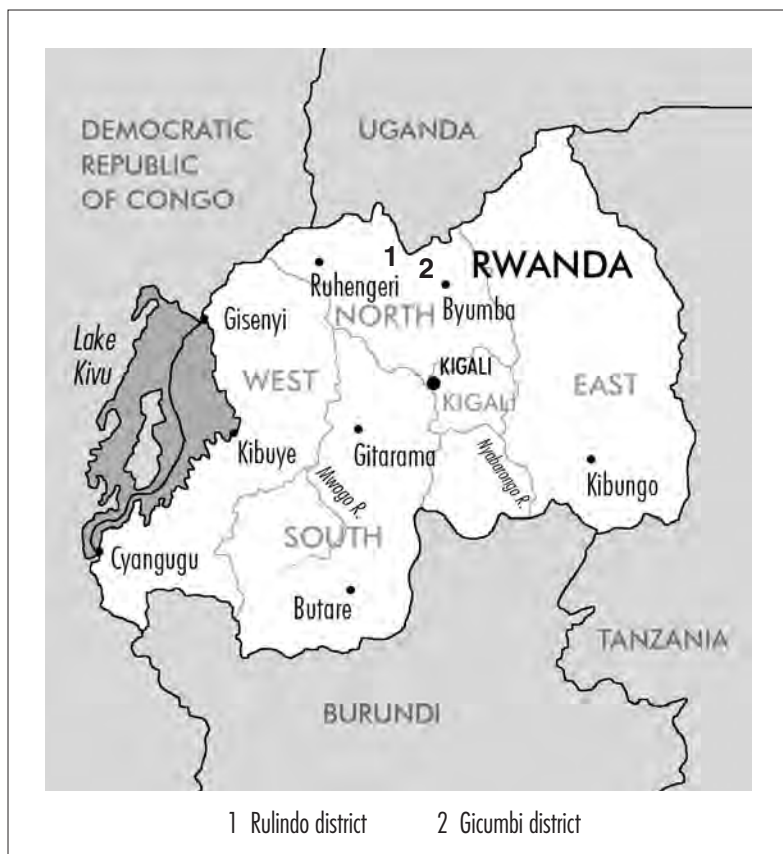 DEMOCRATIC
REPUBLIC
OF CONGO
UGANDA
1
2
RWANDA
Ruhengeri
NORTH
Byumba
Lake
Kivu
Gisenyi
WEST
KIGALI
KIGALI
EAST
Kibuye
Gitarama
Mwogo R.
Nyabarongo R.
Kibungo
SOUTH
Cyangugu
Butare
TANZANIA
BURUNDI
1 Rulindo district 2 Gicumbi district